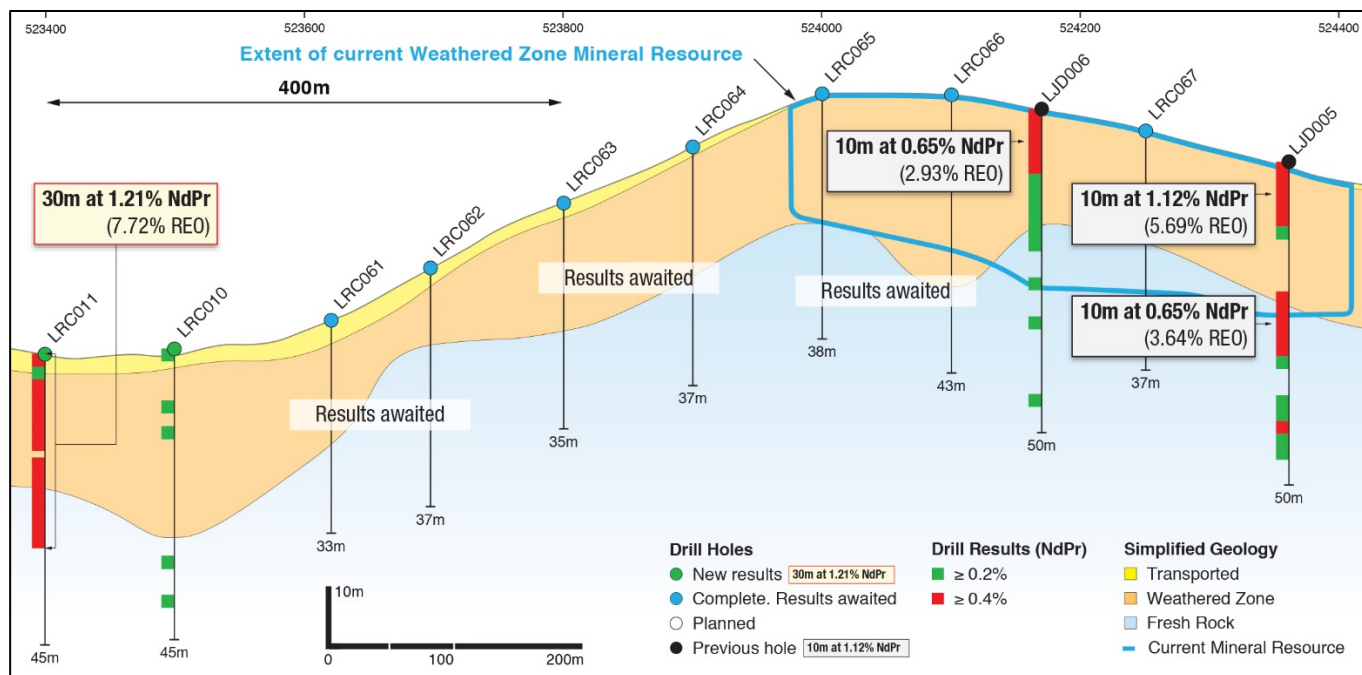 523400
523600
523800
524000
524200
524400
Extent of current Weathered Zone Mineral Resource
400m
LRC011
LRC010
LRC061
LRC062
LRC063
LRC064
LRC065
LRC066
LJD006
LRC067
LJD005
30m at 1.21% NdPr
(7.72% REO)
10m at 0.65% NdPr
(2.93% REO)
10m at 1.12% NdPr
(5.69% REO)
10m at 0.65% NdPr
(3.64% REO)
Results awaited
Results awaited
Results awaited
45m
45m
33m
37m
35m
37m
38m
43m
50m
37m
50m
10m
0
100
200m
Drill Holes
New results 30m at 1.21% NdPr
Complete. Results awaited
Planned
Previous hole 10m at 1.12% NdPr
Drill Results (NdPr)
≥ 0.2%
≥ 0.4%
Simplified Geology
Transported
Weathered Zone
Fresh Rock
Current Mineral Resource